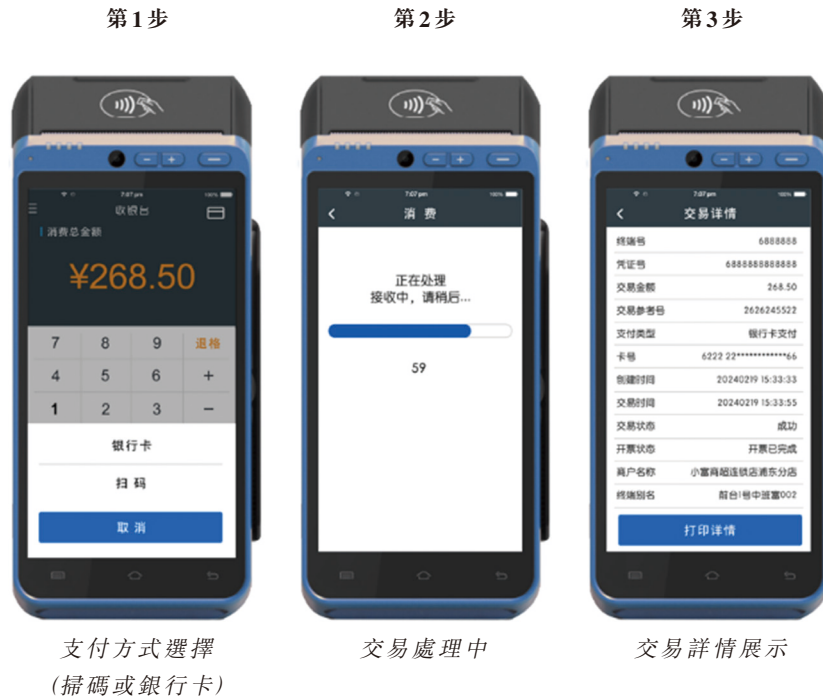 第1步
第2步
第3步
7:07 pm
100%
收银台
消费总金额
¥268.50
7 8 9 退格
4 5 6 +
1 2 3 −
银行卡
扫码
取消
7:07 pm
100%
消费
正在处理
接收中，请稍后...
59
7:07 pm
100%
交易详情
终端号 6888888
凭证号 6888888888888
交易金额 268.50
交易参考号 2626245522
支付类型 银行卡支付
卡号 6222 22************66
创建时间 20240219 15:33:33
交易时间 20240219 15:33:55
交易状态 成功
开票状态 开票已完成
商户名称 小富商超连锁店浦东分店
终端别名 前台1号中班富002
打印详情
支付方式選擇
(掃碼或銀行卡)
交易處理中
交易詳情展示